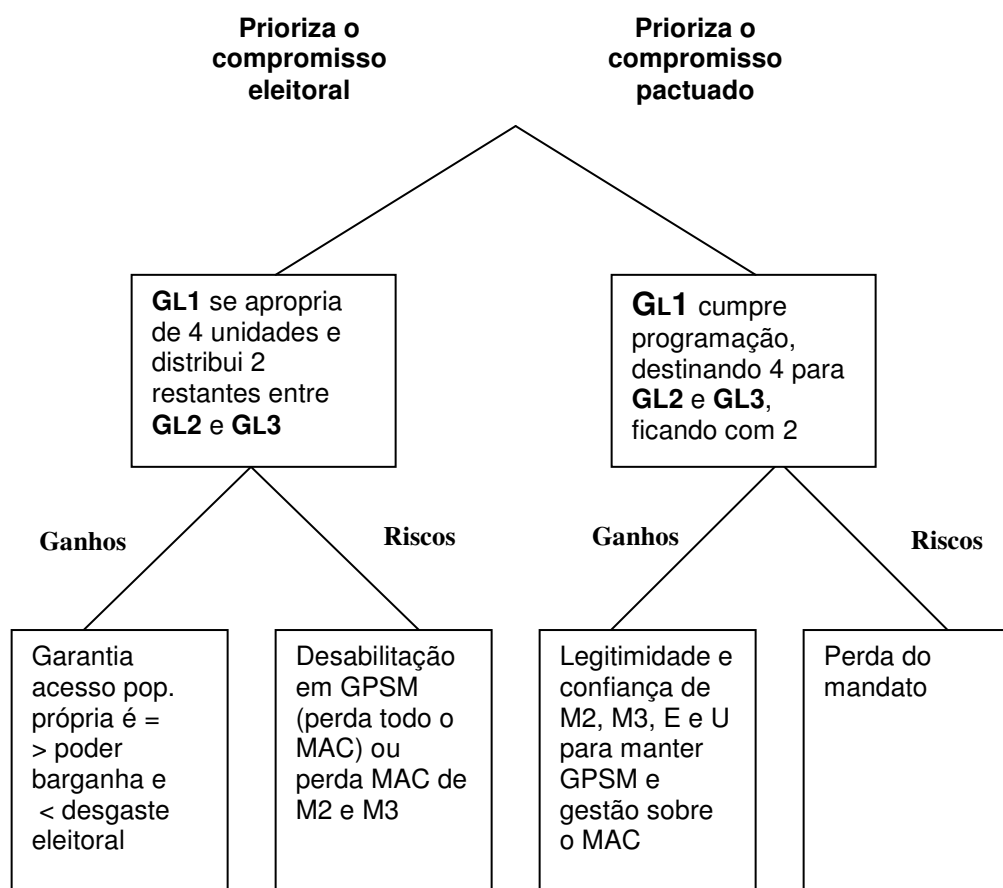 Prioriza o
compromisso
eleitoral
Prioriza o
compromisso
pactuado
GL1 se apropria
de 4 unidades e
distribui 2
restantes entre
GL2 e GL3
GL1 cumpre
programação,
destinando 4 para
GL2 e GL3,
ficando com 2
Ganhos
Riscos
Ganhos
Riscos
Garantia
acesso pop.
própria é =
> poder
barganha e
< desgaste
eleitoral
Desabilitação
em GPSM
(perda todo o
MAC) ou
perda MAC de
M2 e M3
Legitimidade e
confiança de
M2, M3, E e U
para manter
GPSM e
gestão sobre
o MAC
Perda do
mandato